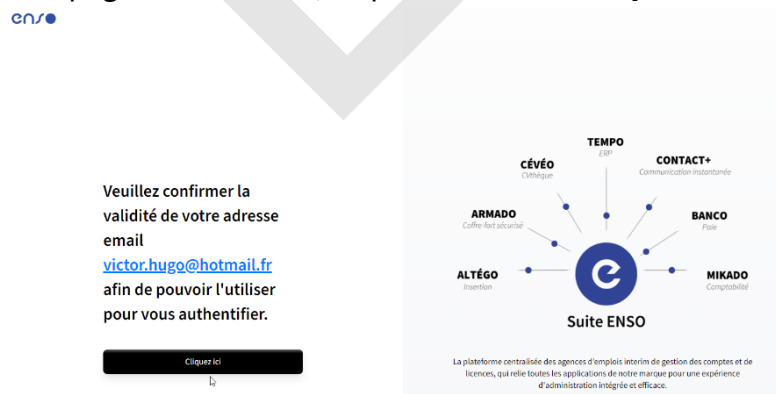 enso
Veuillez confirmer la
validité de votre adresse
email
victor.hugo@hotmail.fr
afin de pouvoir l'utiliser
pour vous authentifier.
Cliquez ici
TEMPO
ERP
CÉVÉO
CVthèque
CONTACT+
Communication instantanée
ARMADO
Coffre-fort sécurisé
BANCO
Paie
ALTÉGO
Insertion
MIKADO
Comptabilité
e
Suite ENSO
La plateforme centralisée des agences d'emplois interim de gestion des comptes et de
licences, qui relie toutes les applications de notre marque pour une expérience
d'administration intégrée et efficace.